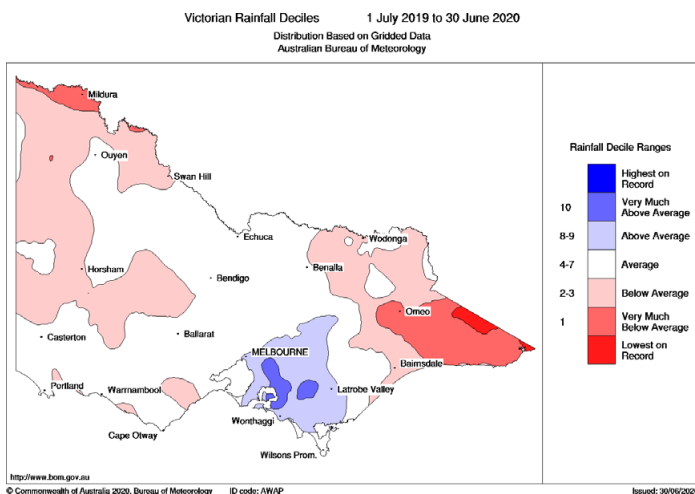 Victorian Rainfall Deciles 1 July 2019 to 30 June 2020
Distribution Based on Gridded Data
Australian Bureau of Meteorology
Mildura
Ouyen
Swan Hill
Echuca
Wodonga
Horsham
Bendigo
Benalla
Omeo
Casterton
Ballarat
MELBOURNE
Bairnsdale
Portland
Warrnambool
Latrobe Valley
Wonthaggi
Cape Otway
Wilsons Prom.
Rainfall Decile Ranges
Highest on
Record
10 Very Much
Above Average
8-9 Above Average
4-7 Average
2-3 Below Average
1 Very Much
Below Average
Lowest on
Record
http://www.bom.gov.au
© Commonwealth of Australia 2020, Bureau of Meteorology ID code: AWAP Issued: 30/06/2020